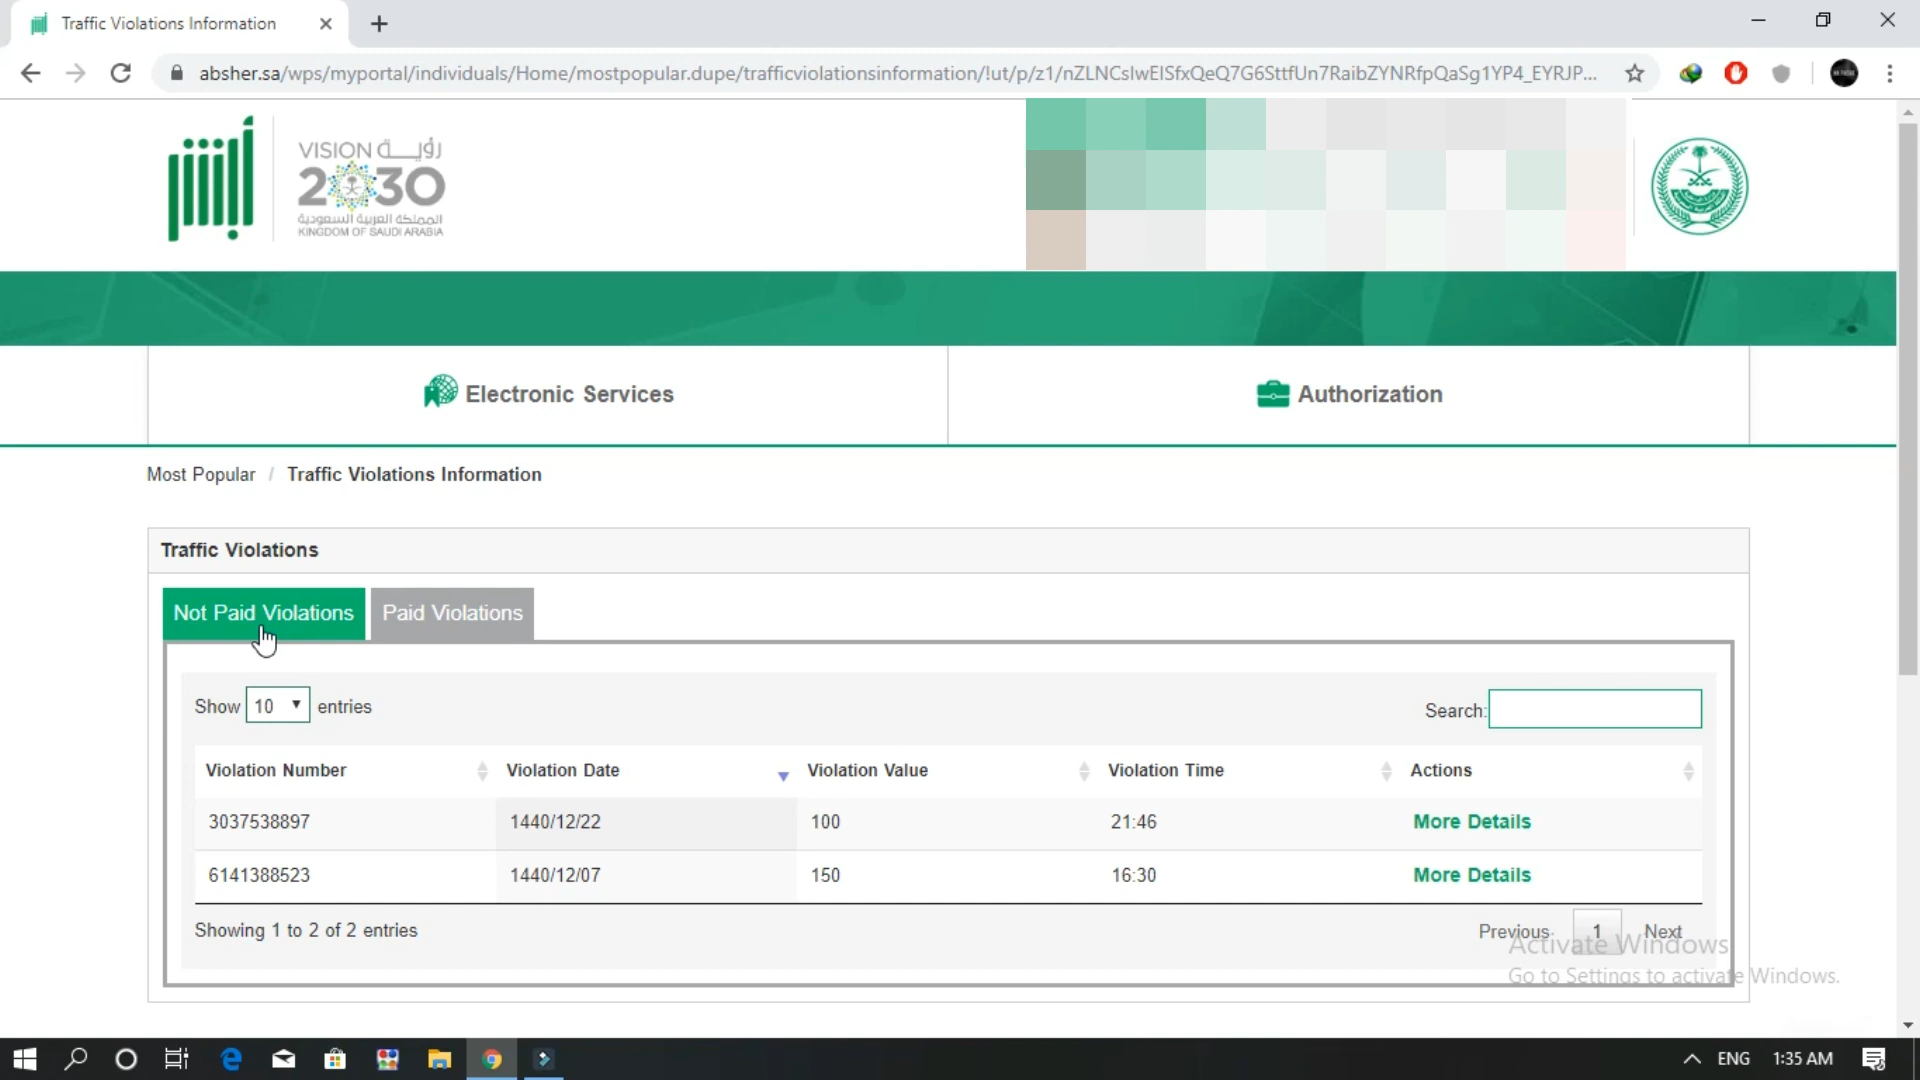 Traffic Violations Information
absher.sa/wps/myportal/individuals/Home/mostpopular.dupe/trafficviolationsinformation/!ut/p/z1/nZLNCsIwEISfxQeQ7G6SttfUn7RaibZYNRfpQaSg1YP4_EYRJP...
أبشر
VISION رؤيـــة
2030
المملكة العربية السعودية
KINGDOM OF SAUDI ARABIA
Electronic Services
Authorization
Most Popular / Traffic Violations Information
Traffic Violations
Not Paid Violations
Paid Violations
Show 10 entries
Search:
Violation Number Violation Date Violation Value Violation Time Actions
3037538897 1440/12/22 100 21:46 More Details
6141388523 1440/12/07 150 16:30 More Details
Showing 1 to 2 of 2 entries
Previous 1 Next
Activate Windows
Go to Settings to activate Windows.
ENG 1:35 AM